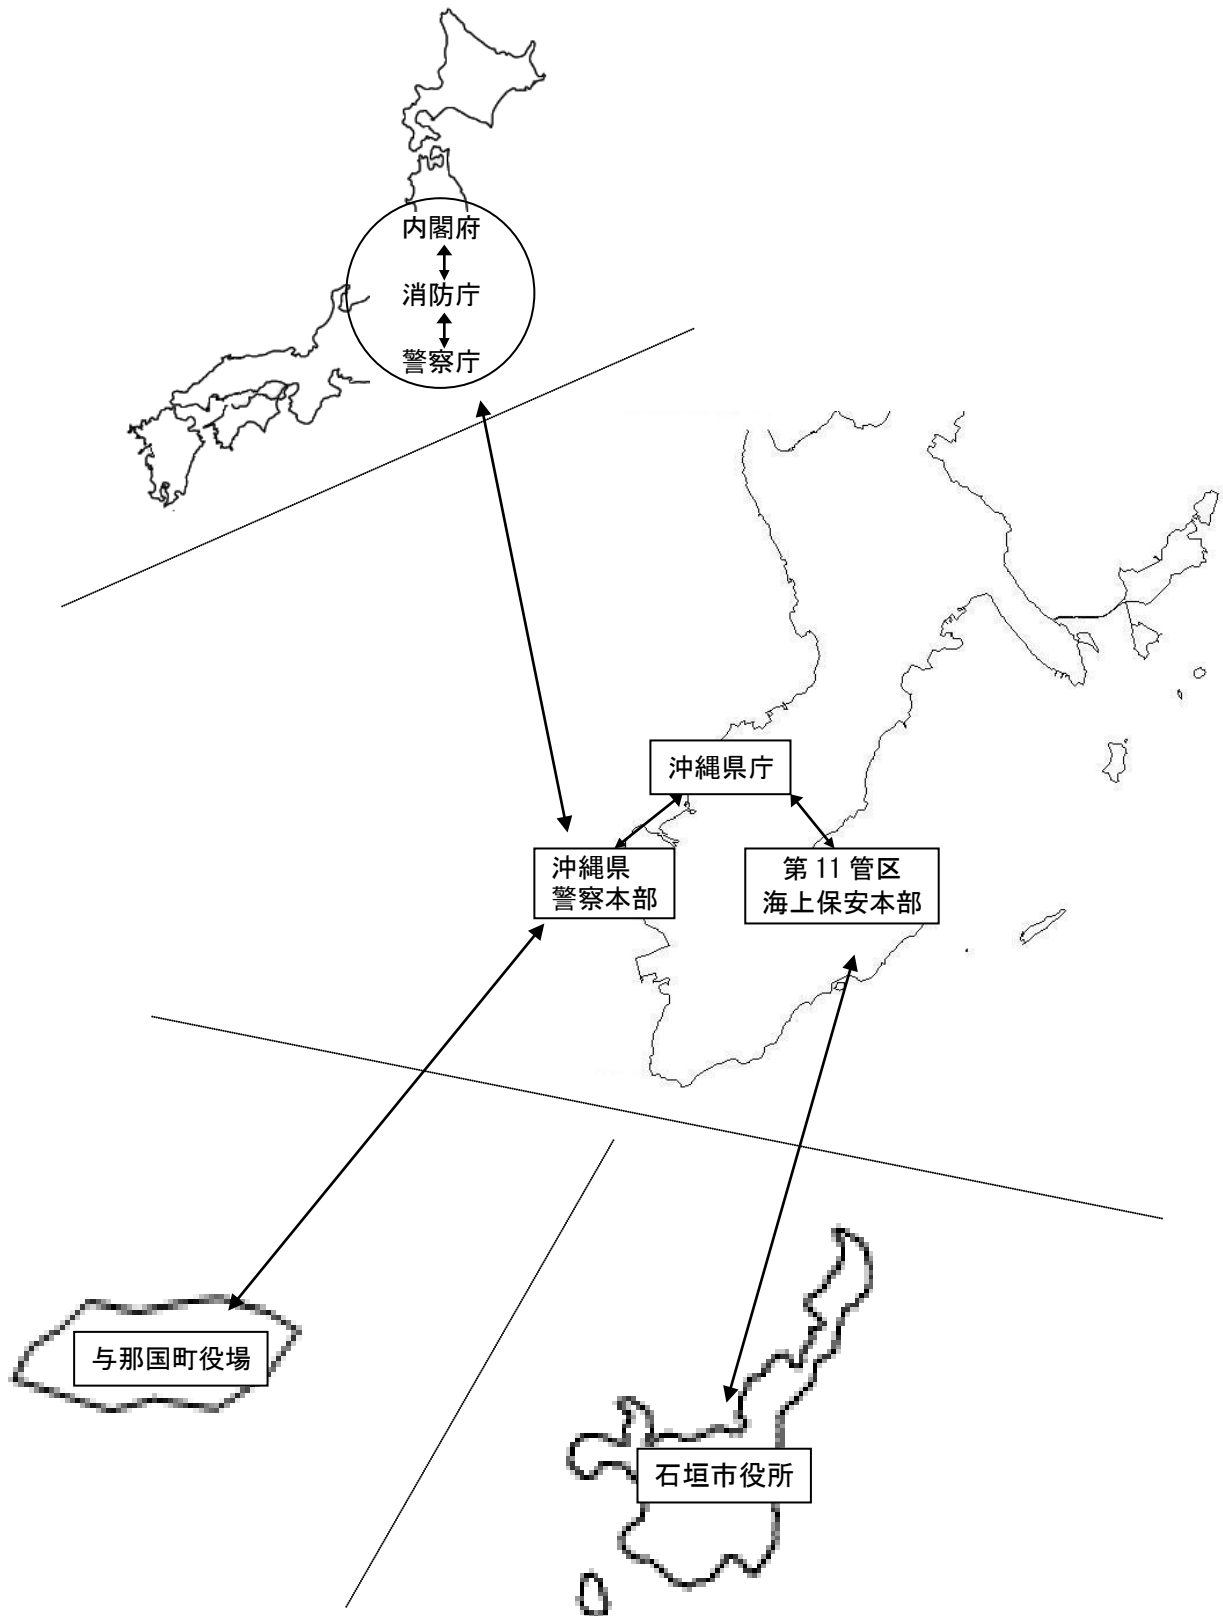 内閣府
消防庁
警察庁
沖縄県庁
沖縄県
警察本部
第 11 管区
海上保安本部
与那国町役場
石垣市役所